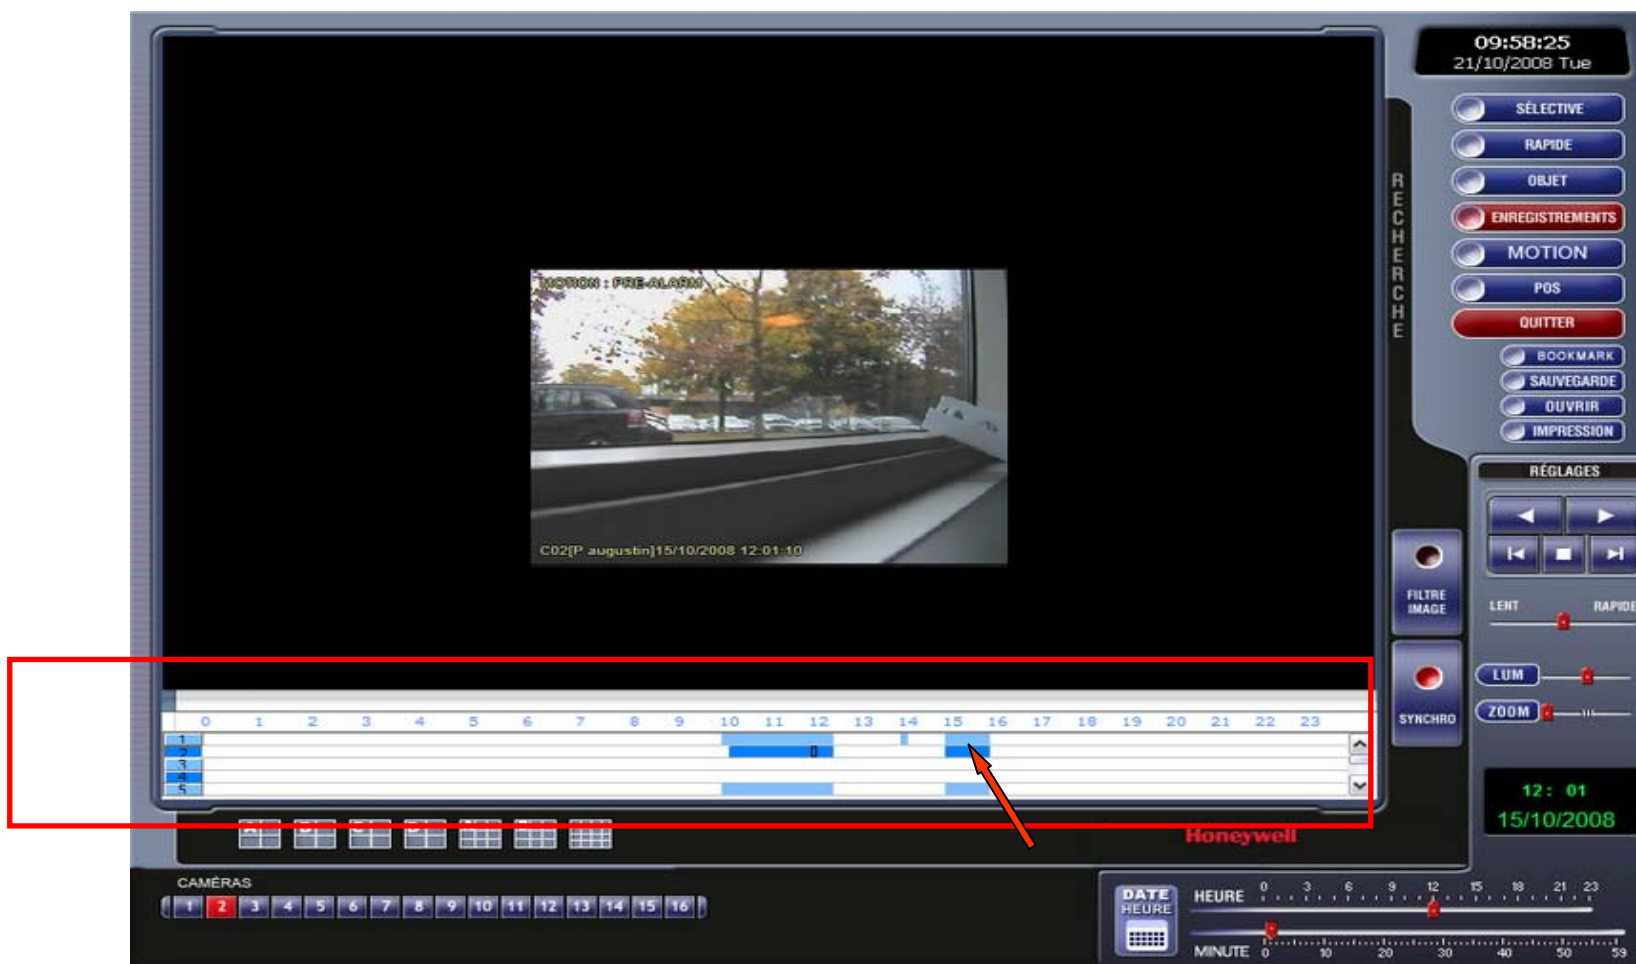 09:58:25
21/10/2008 Tue
SÉLECTIVE
RAPIDE
OBJET
ENREGISTREMENTS
MOTION
POS
QUITTER
BOOKMARK
SAUVEGARDE
OUVRIR
IMPRESSION
RECHERCHE
MOTION : PRE-ALARM
C02[P augustin]15/10/2008 12:01:10
RÉGLAGES
LENT RAPIDE
FILTRE
IMAGE
LUM
ZOOM
SYNCHRO
0 1 2 3 4 5 6 7 8 9 10 11 12 13 14 15 16 17 18 19 20 21 22 23
1
2
3
4
5
12: 01
15/10/2008
A B C D
Honeywell
CAMÉRAS
1 2 3 4 5 6 7 8 9 10 11 12 13 14 15 16
DATE
HEURE
HEURE 0 3 6 9 12 15 18 21 23
MINUTE 0 10 20 30 40 50 59